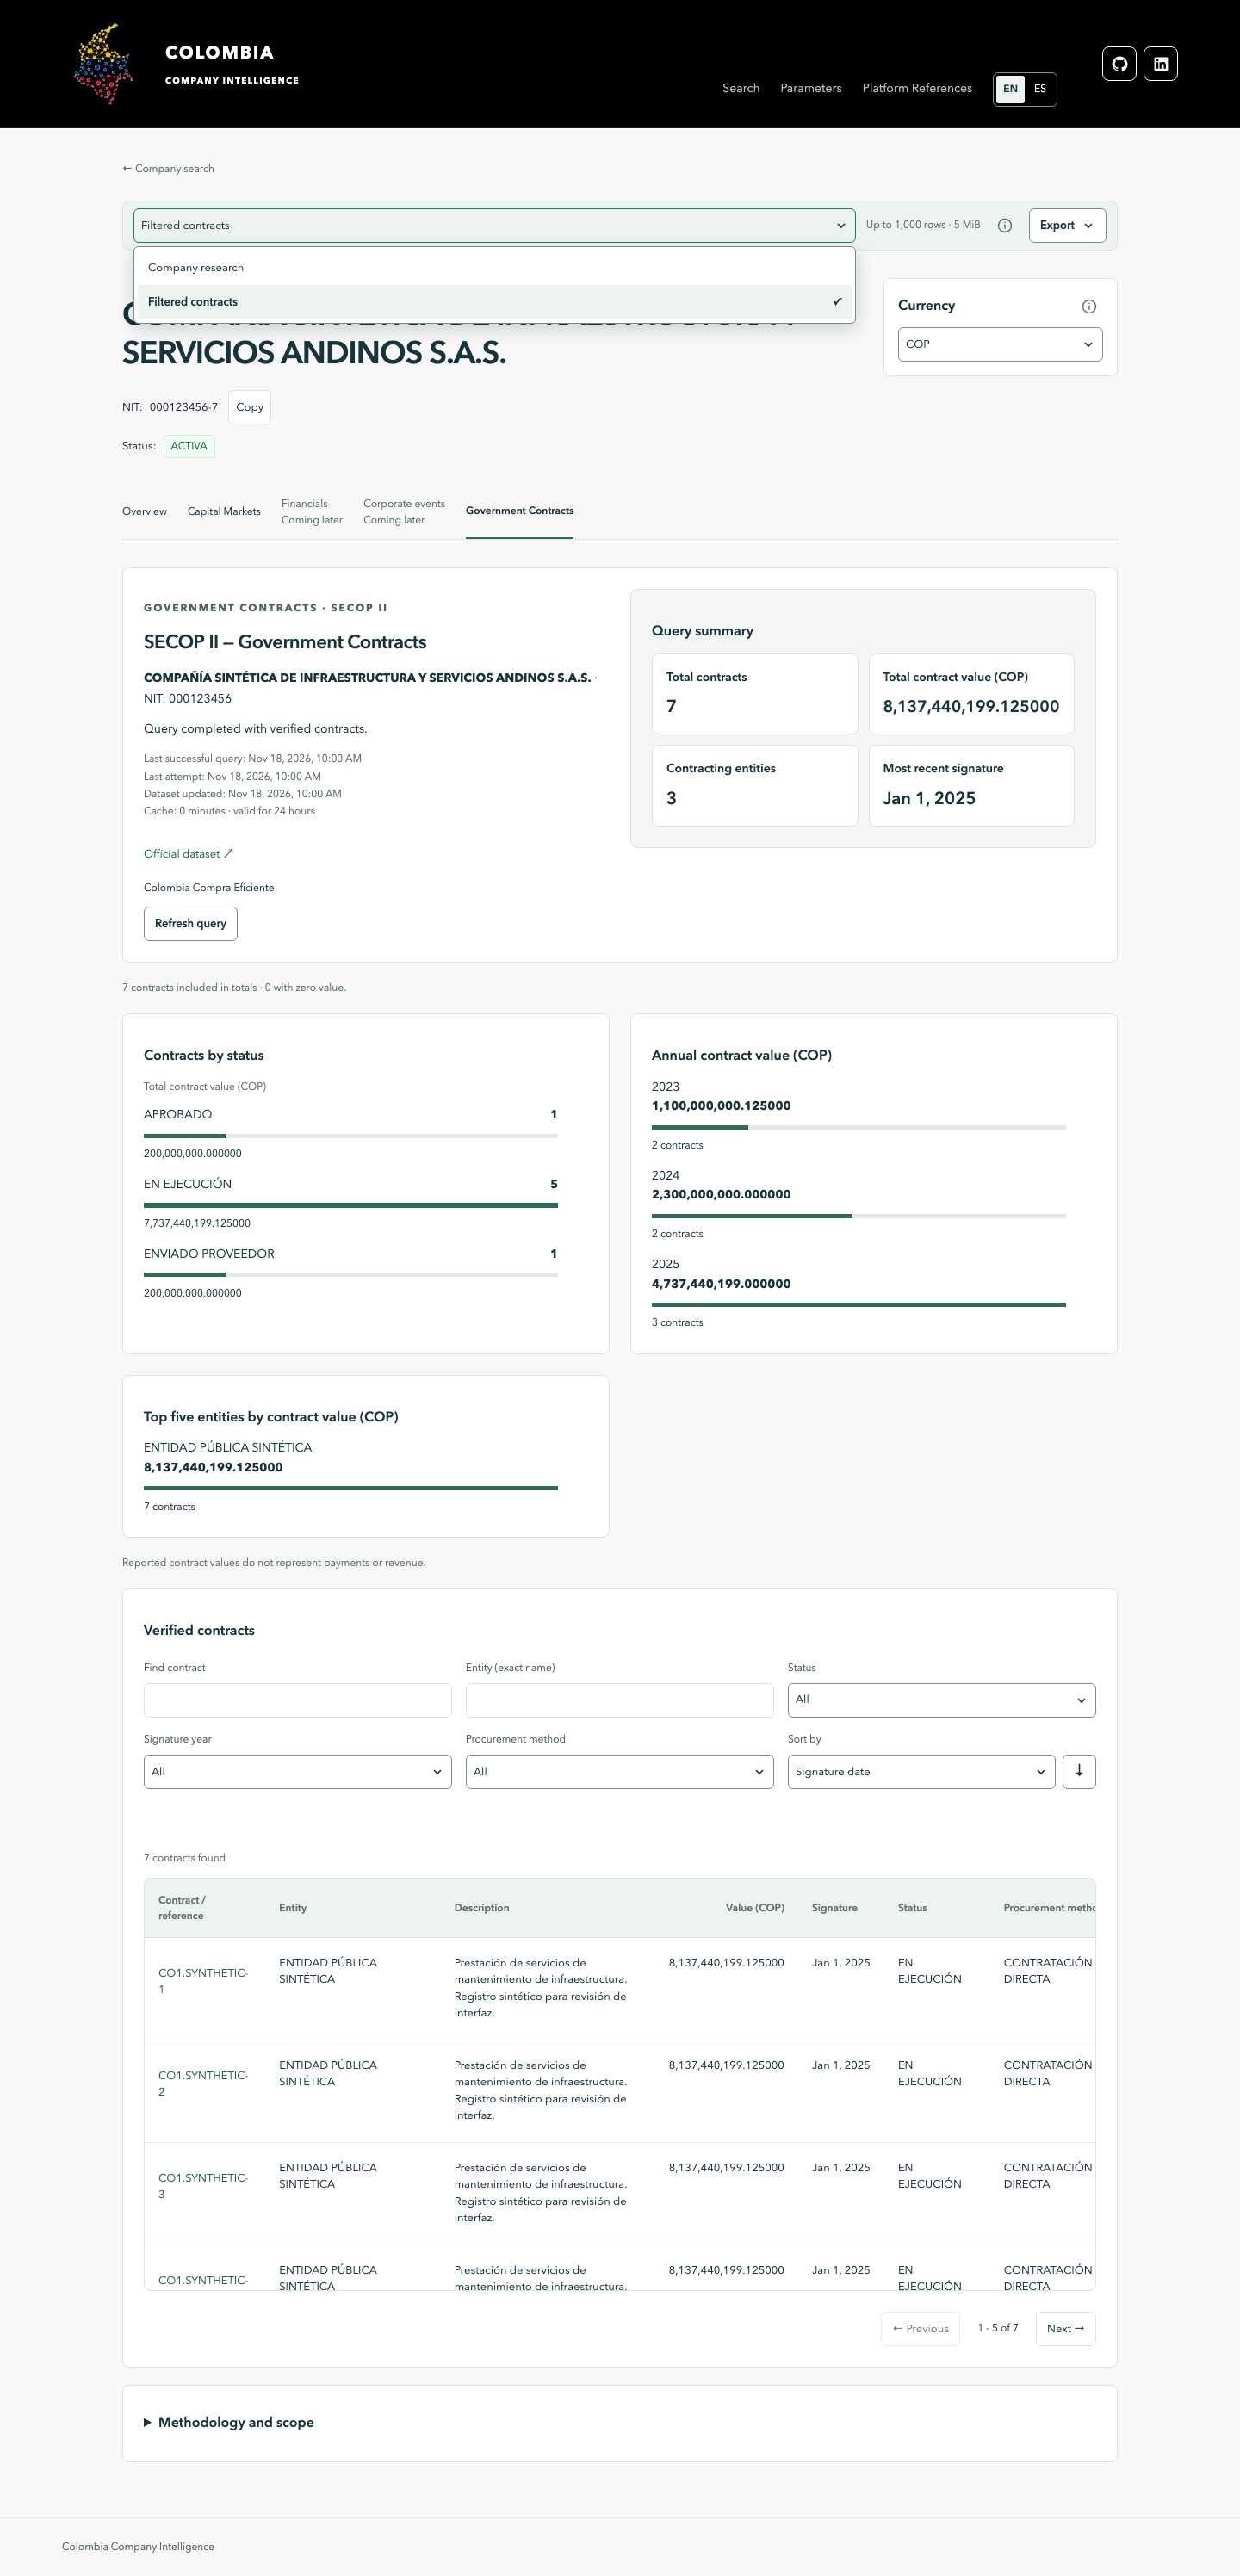 COLOMBIA
COMPANY INTELLIGENCE
Search
Parameters
Platform References
EN
ES
← Company search
Filtered contracts
Up to 1,000 rows · 5 MiB
Export
Company research
Filtered contracts ✓
SERVICIOS ANDINOS S.A.S.
Currency
COP
NIT: 000123456-7
Copy
Status: ACTIVA
Overview
Capital Markets
Financials
Coming later
Corporate events
Coming later
Government Contracts
GOVERNMENT CONTRACTS · SECOP II
SECOP II — Government Contracts
COMPAÑÍA SINTÉTICA DE INFRAESTRUCTURA Y SERVICIOS ANDINOS S.A.S. ·
NIT: 000123456
Query completed with verified contracts.
Last successful query: Nov 18, 2026, 10:00 AM
Last attempt: Nov 18, 2026, 10:00 AM
Dataset updated: Nov 18, 2026, 10:00 AM
Cache: 0 minutes · valid for 24 hours
Official dataset ↗
Colombia Compra Eficiente
Refresh query
Query summary
Total contracts
7
Total contract value (COP)
8,137,440,199.125000
Contracting entities
3
Most recent signature
Jan 1, 2025
7 contracts included in totals · 0 with zero value.
Contracts by status
Total contract value (COP)
APROBADO 1
200,000,000.000000
EN EJECUCIÓN 5
7,737,440,199.125000
ENVIADO PROVEEDOR 1
200,000,000.000000
Annual contract value (COP)
2023
1,100,000,000.125000
2 contracts
2024
2,300,000,000.000000
2 contracts
2025
4,737,440,199.000000
3 contracts
Top five entities by contract value (COP)
ENTIDAD PÚBLICA SINTÉTICA
8,137,440,199.125000
7 contracts
Reported contract values do not represent payments or revenue.
Verified contracts
Find contract
Entity (exact name)
Status
All
Signature year
All
Procurement method
All
Sort by
Signature date
↓
7 contracts found
Contract /
reference
Entity
Description
Value (COP)
Signature
Status
Procurement metho
CO1.SYNTHETIC-
1
ENTIDAD PÚBLICA
SINTÉTICA
Prestación de servicios de
mantenimiento de infraestructura.
Registro sintético para revisión de
interfaz.
8,137,440,199.125000
Jan 1, 2025
EN
EJECUCIÓN
CONTRATACIÓN
DIRECTA
CO1.SYNTHETIC-
2
ENTIDAD PÚBLICA
SINTÉTICA
Prestación de servicios de
mantenimiento de infraestructura.
Registro sintético para revisión de
interfaz.
8,137,440,199.125000
Jan 1, 2025
EN
EJECUCIÓN
CONTRATACIÓN
DIRECTA
CO1.SYNTHETIC-
3
ENTIDAD PÚBLICA
SINTÉTICA
Prestación de servicios de
mantenimiento de infraestructura.
Registro sintético para revisión de
interfaz.
8,137,440,199.125000
Jan 1, 2025
EN
EJECUCIÓN
CONTRATACIÓN
DIRECTA
CO1.SYNTHETIC-
ENTIDAD PÚBLICA
SINTÉTICA
Prestación de servicios de
mantenimiento de infraestructura.
8,137,440,199.125000
Jan 1, 2025
EN
EJECUCIÓN
CONTRATACIÓN
DIRECTA
← Previous
1 - 5 of 7
Next →
Methodology and scope
Colombia Company Intelligence